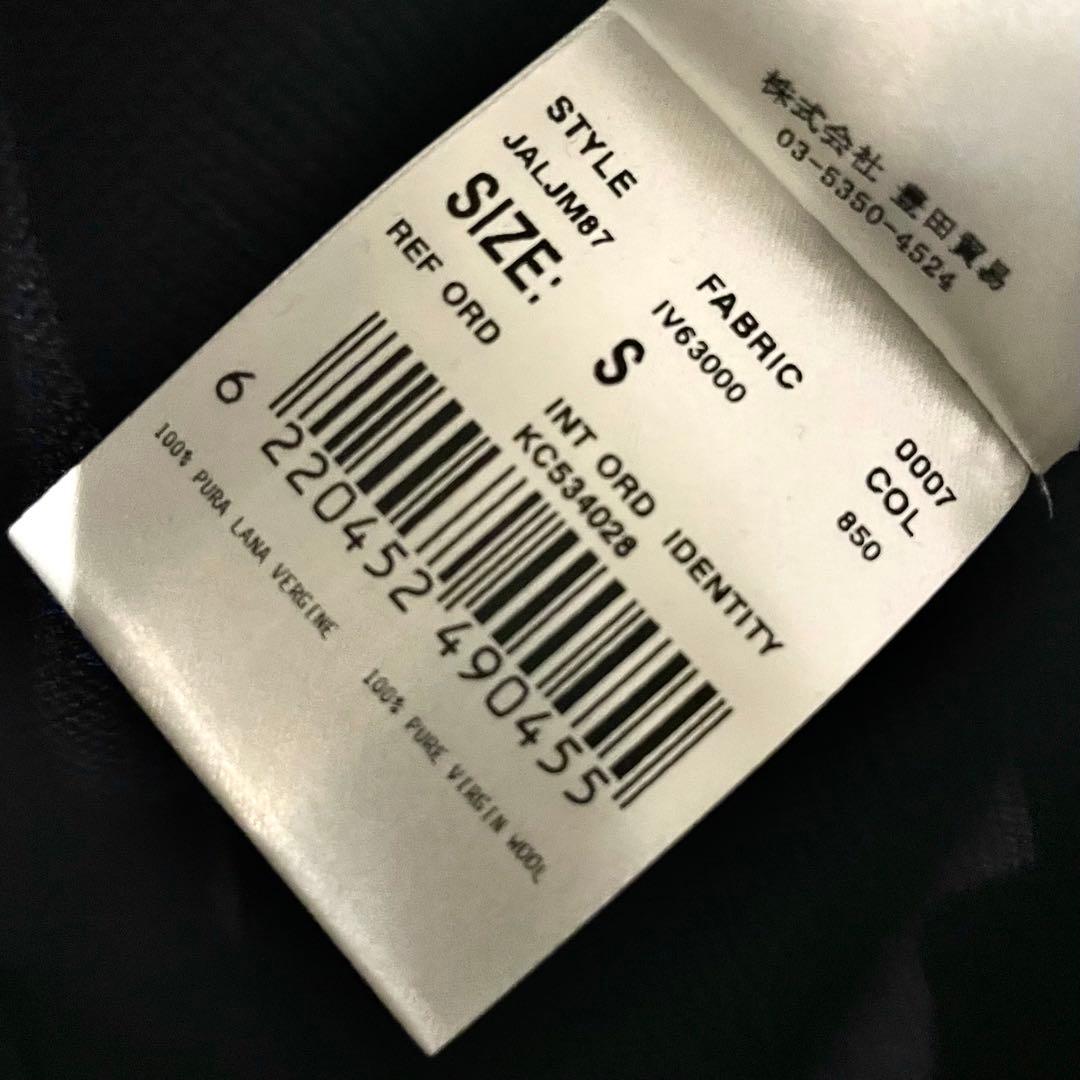 株式会社 豊田貿易
03-5350-4524
STYLE FABRIC 0007
JALJM87 IV63000 COL
SIZE: S 850
REF ORD INT ORD IDENTITY
KC534028
6 220452 490455
100% PURA LANA VERGINE
100% PURE VIRGIN WOOL